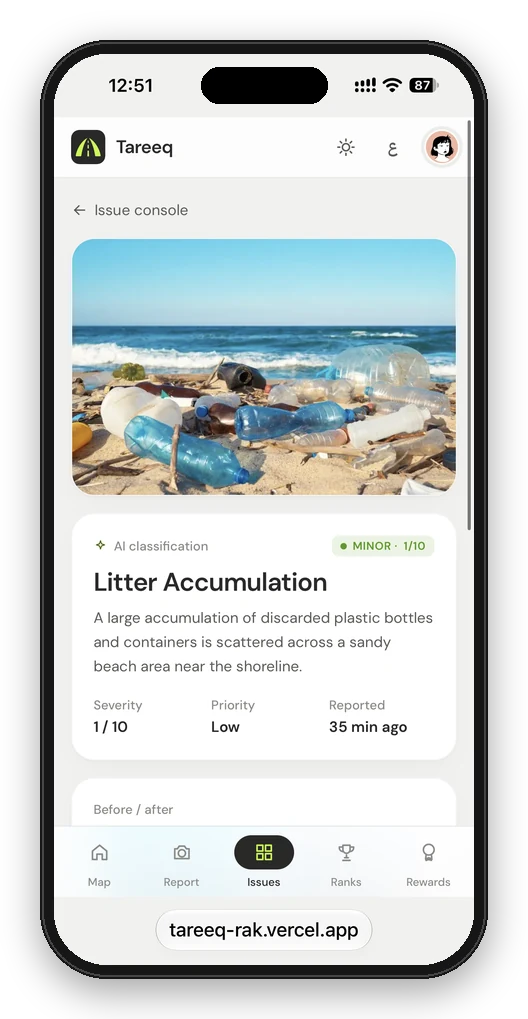 12:51
87
Tareeq
ع
← Issue console
AI classification
MINOR · 1/10
Litter Accumulation
A large accumulation of discarded plastic bottles
and containers is scattered across a sandy
beach area near the shoreline.
Severity
Priority
Reported
1 / 10
Low
35 min ago
Before / after
Map
Report
Issues
Ranks
Rewards
tareeq-rak.vercel.app